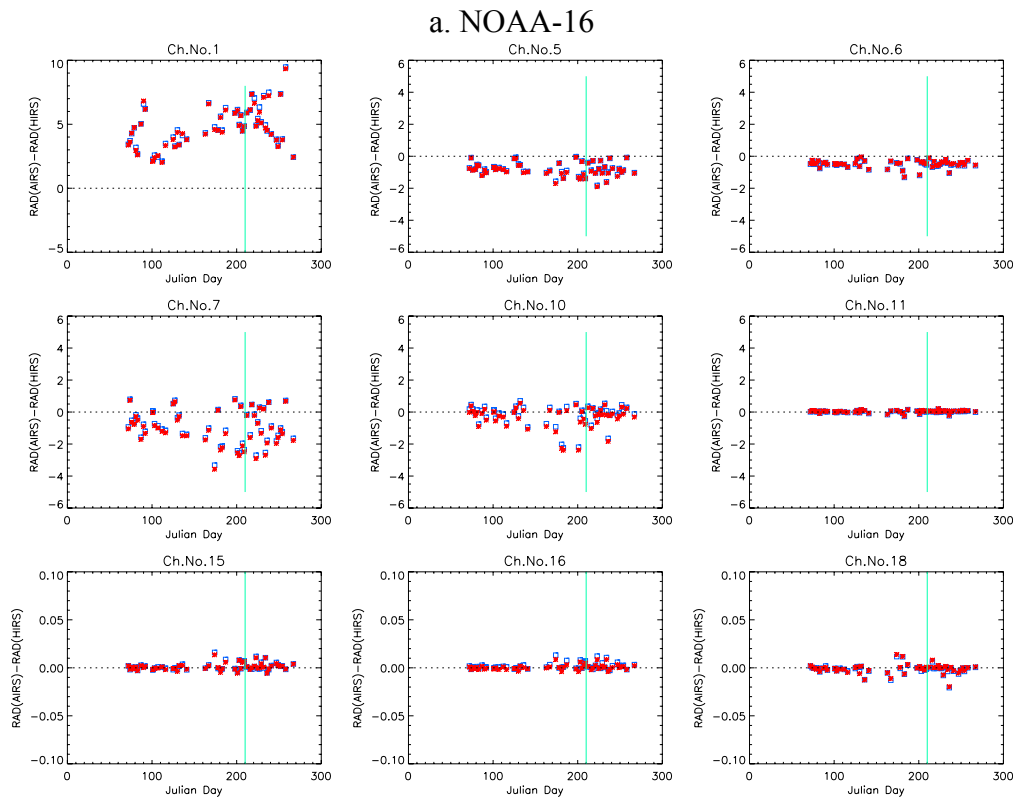 a. NOAA-16
Ch.No.1
10
5
0
-5
0 100 200 300
Julian Day
RAD(AIRS)-RAD(HIRS)
Ch.No.5
6
4
2
0
-2
-4
-6
0 100 200 300
Julian Day
RAD(AIRS)-RAD(HIRS)
Ch.No.6
6
4
2
0
-2
-4
-6
0 100 200 300
Julian Day
RAD(AIRS)-RAD(HIRS)
Ch.No.7
6
4
2
0
-2
-4
-6
0 100 200 300
Julian Day
RAD(AIRS)-RAD(HIRS)
Ch.No.10
6
4
2
0
-2
-4
-6
0 100 200 300
Julian Day
RAD(AIRS)-RAD(HIRS)
Ch.No.11
6
4
2
0
-2
-4
-6
0 100 200 300
Julian Day
RAD(AIRS)-RAD(HIRS)
Ch.No.15
0.10
0.05
0.00
-0.05
-0.10
0 100 200 300
Julian Day
RAD(AIRS)-RAD(HIRS)
Ch.No.16
0.10
0.05
0.00
-0.05
-0.10
0 100 200 300
Julian Day
RAD(AIRS)-RAD(HIRS)
Ch.No.18
0.10
0.05
0.00
-0.05
-0.10
0 100 200 300
Julian Day
RAD(AIRS)-RAD(HIRS)